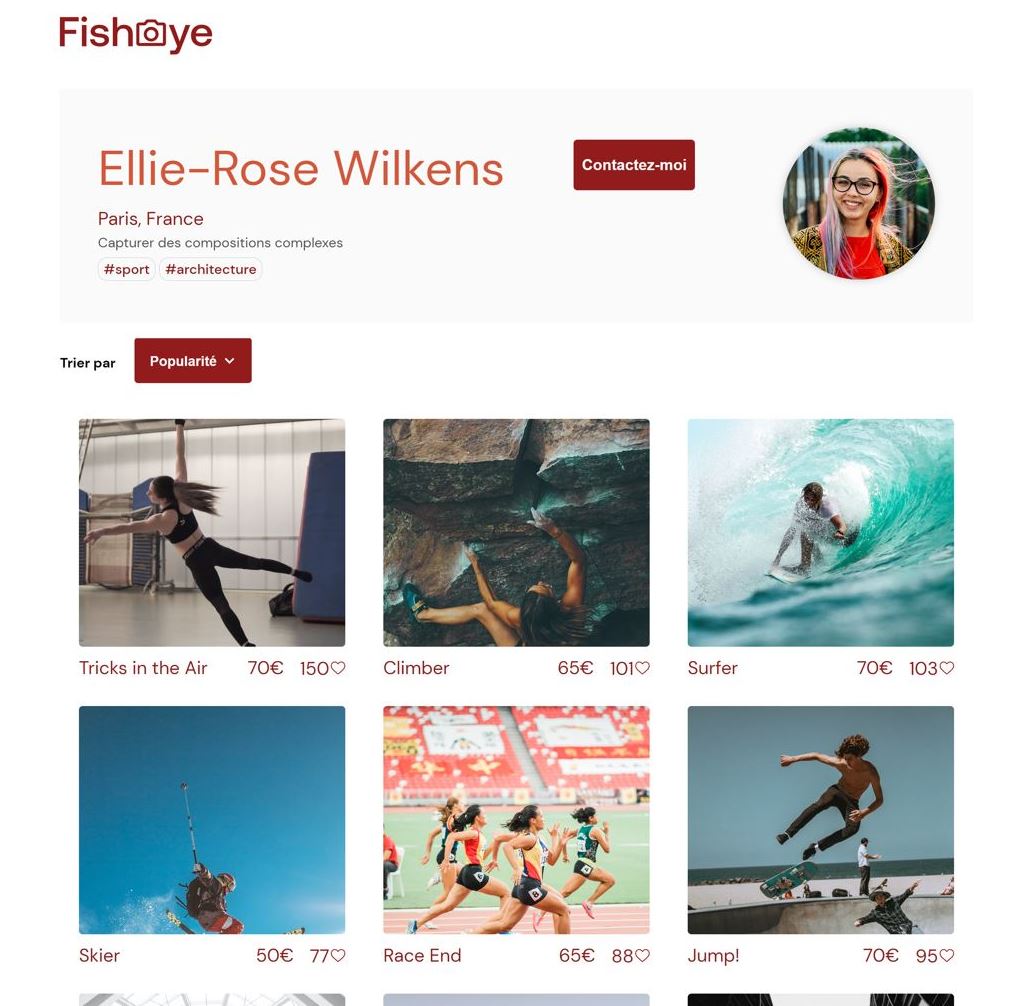 Fisheye
Ellie-Rose Wilkens
Contactez-moi
Paris, France
Capturer des compositions complexes
#sport #architecture
Trier par Popularité
Tricks in the Air 70€ 150♡
Climber 65€ 101♡
Surfer 70€ 103♡
Skier 50€ 77♡
Race End 65€ 88♡
Jump! 70€ 95♡